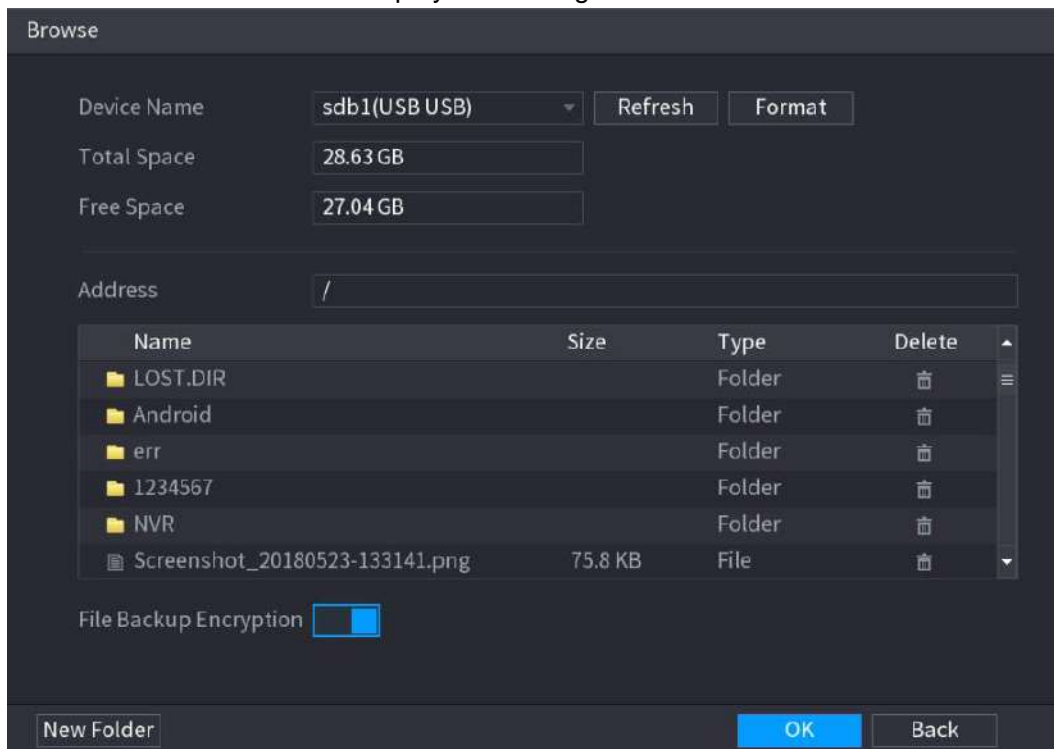 Browse
Device Name sdb1(USB USB) Refresh Format
Total Space 28.63 GB
Free Space 27.04 GB
Address /
Name Size Type Delete
LOST.DIR Folder
Android Folder
err Folder
1234567 Folder
NVR Folder
Screenshot_20180523-133141.png 75.8 KB File
File Backup Encryption
New Folder OK Back